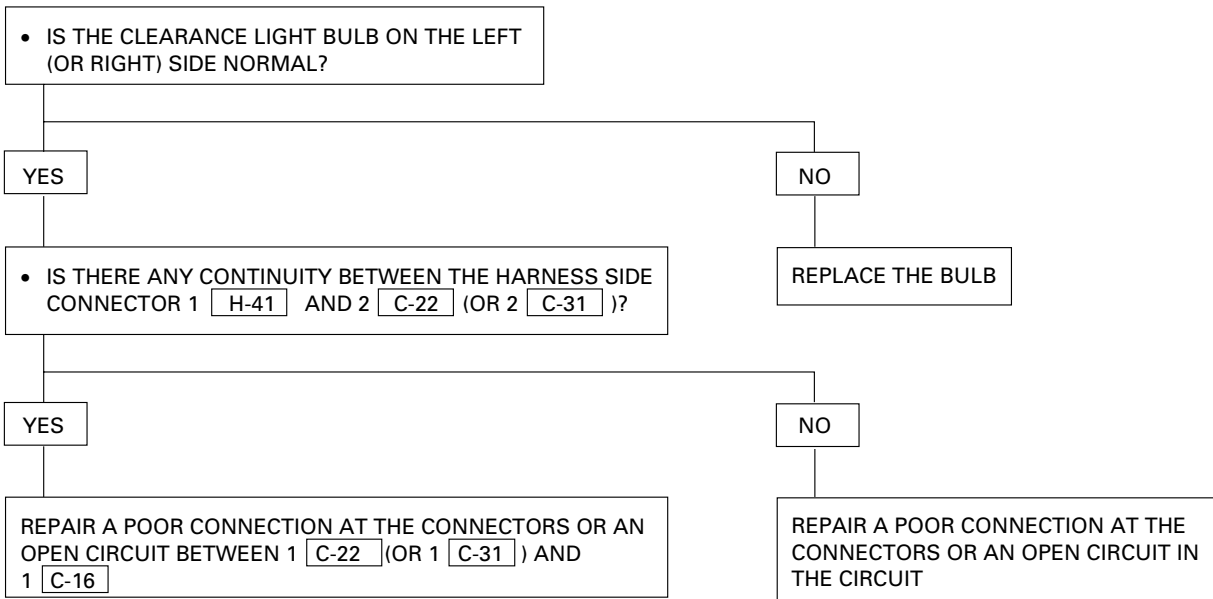 • IS THE CLEARANCE LIGHT BULB ON THE LEFT
(OR RIGHT) SIDE NORMAL?
YES
NO
• IS THERE ANY CONTINUITY BETWEEN THE HARNESS SIDE
CONNECTOR 1 H-41 AND 2 C-22 (OR 2 C-31 )?
REPLACE THE BULB
YES
NO
REPAIR A POOR CONNECTION AT THE CONNECTORS OR AN
OPEN CIRCUIT BETWEEN 1 C-22 (OR 1 C-31 ) AND
1 C-16
REPAIR A POOR CONNECTION AT THE
CONNECTORS OR AN OPEN CIRCUIT IN
THE CIRCUIT